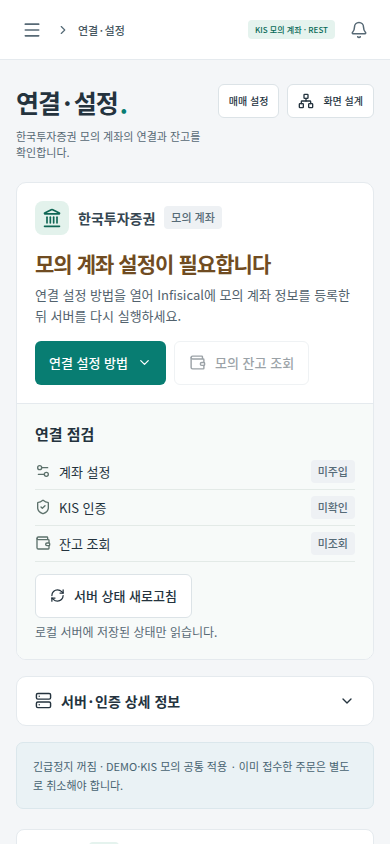 연결·설정
KIS 모의 계좌 · REST
연결·설정.
매매 설정
화면 설계
한국투자증권 모의 계좌의 연결과 잔고를
확인합니다.
한국투자증권
모의 계좌
모의 계좌 설정이 필요합니다
연결 설정 방법을 열어 Infisical에 모의 계좌 정보를 등록한
뒤 서버를 다시 실행하세요.
연결 설정 방법
모의 잔고 조회
연결 점검
계좌 설정
미주입
KIS 인증
미확인
잔고 조회
미조회
서버 상태 새로고침
로컬 서버에 저장된 상태만 읽습니다.
서버·인증 상세 정보
긴급정지 꺼짐 · DEMO·KIS 모의 공통 적용 · 이미 접수한 주문은 별도
로 취소해야 합니다.